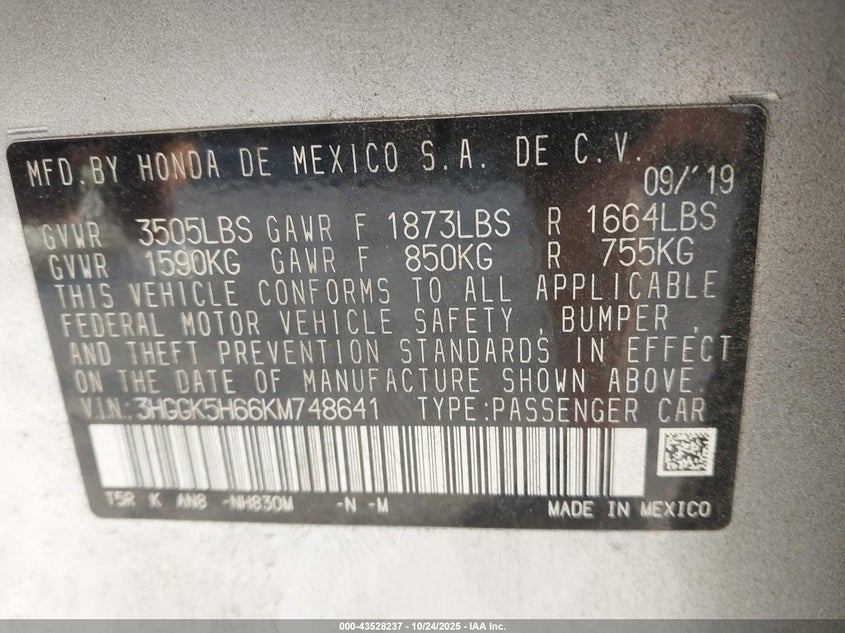 MFD. BY HONDA DE MEXICO S.A. DE C.V.
09/'19
GVWR 3505LBS GAWR F 1873LBS R 1664LBS
GVWR 1590KG GAWR F 850KG R 755KG
THIS VEHICLE CONFORMS TO ALL APPLICABLE
FEDERAL MOTOR VEHICLE SAFETY , BUMPER ,
AND THEFT PREVENTION STANDARDS IN EFFECT
ON THE DATE OF MANUFACTURE SHOWN ABOVE.
V.I.N.: 3HGGK5H66KM748641 TYPE:PASSENGER CAR
T5R K AN8 -NH830M -N -M MADE IN MEXICO
000-43528237 - 10/24/2025 - IAA Inc.